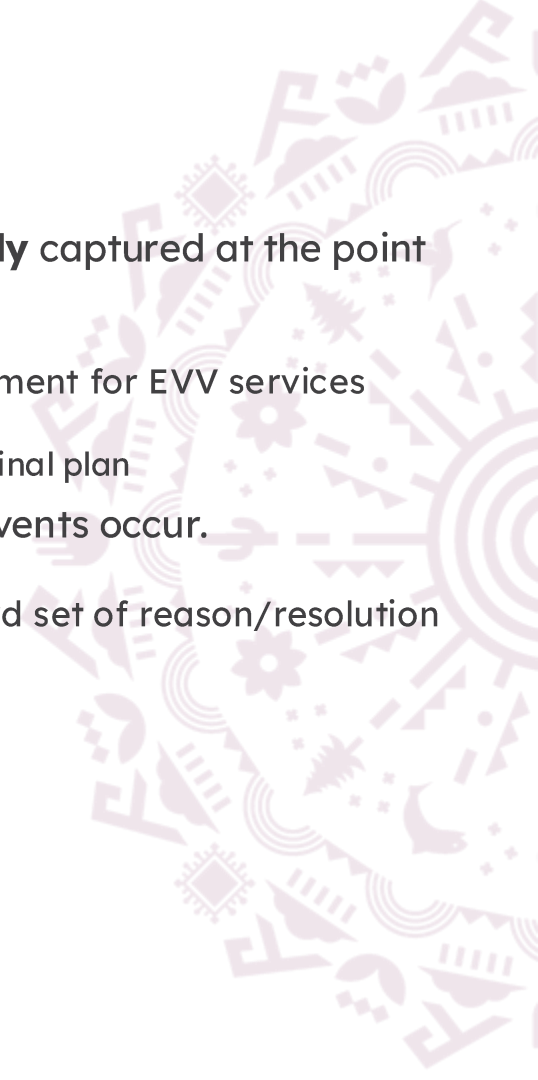 ly captured at the point
ment for EVV services
inal plan
vents occur.
d set of reason/resolution